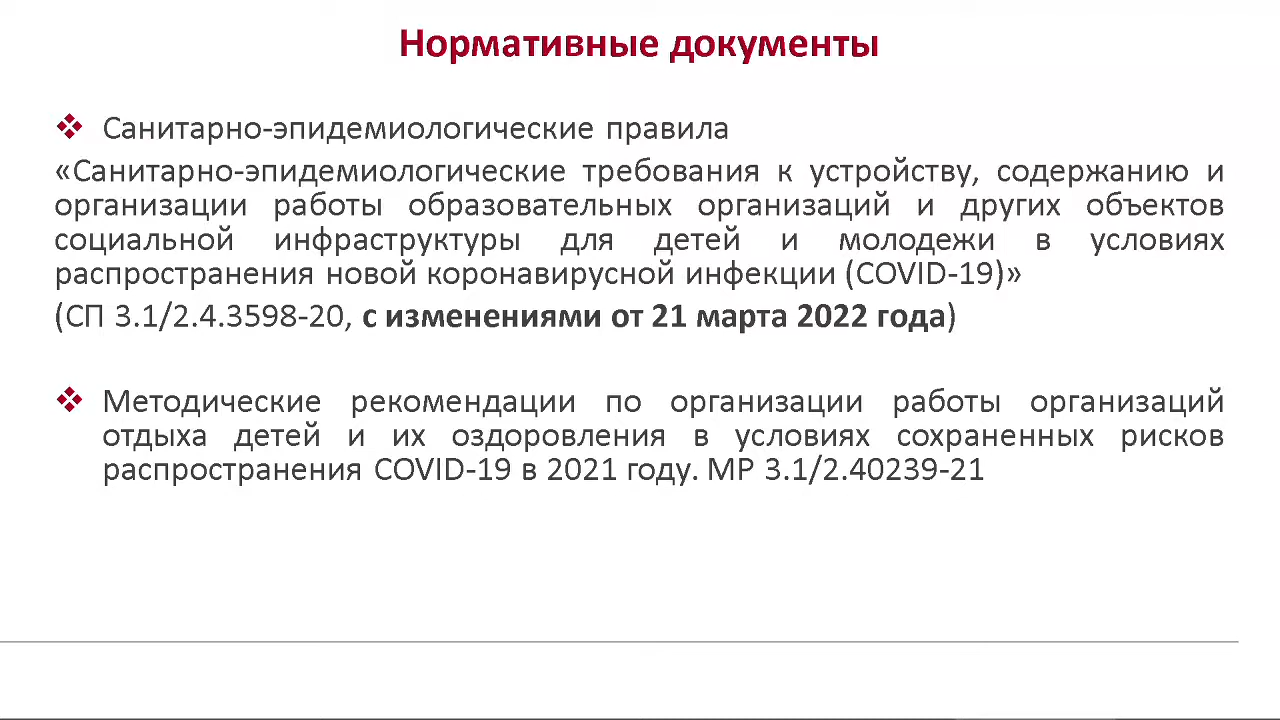 Нормативные документы
Санитарно-эпидемиологические правила
«Санитарно-эпидемиологические требования к устройству, содержанию и
организации работы образовательных организаций и других объектов
социальной инфраструктуры для детей и молодежи в условиях
распространения новой коронавирусной инфекции (COVID-19)»
(СП 3.1/2.4.3598-20, с изменениями от 21 марта 2022 года)
Методические рекомендации по организации работы организаций
отдыха детей и их оздоровления в условиях сохраненных рисков
распространения COVID-19 в 2021 году. МР 3.1/2.40239-21